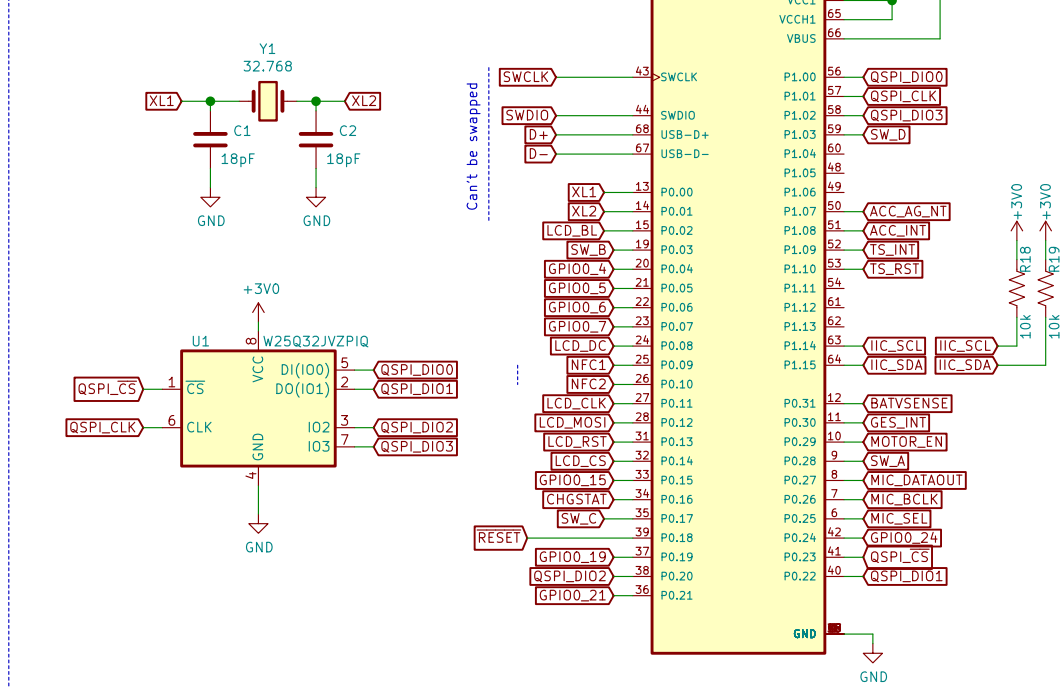 Y1
32.768
XL1
XL2
C1
18pF
C2
18pF
GND
GND
+3V0
U1
W25Q32JVZPIQ
8
VCC
QSPI_CS
1
CS
QSPI_CLK
6
CLK
DI(IO0)
5
QSPI_DIO0
DO(IO1)
2
QSPI_DIO1
IO2
3
QSPI_DIO2
IO3
7
QSPI_DIO3
GND
4
GND
Can't be swapped
SWCLK 43 SWCLK
SWDIO 44 SWDIO
D+ 68 USB-D+
D- 67 USB-D-
XL1 13 P0.00
XL2 14 P0.01
LCD_BL 15 P0.02
SW_B 19 P0.03
GPIO0_4 20 P0.04
GPIO0_5 21 P0.05
GPIO0_6 22 P0.06
GPIO0_7 23 P0.07
LCD_DC 24 P0.08
NFC1 25 P0.09
NFC2 26 P0.10
LCD_CLK 27 P0.11
LCD_MOSI 28 P0.12
LCD_RST 31 P0.13
LCD_CS 32 P0.14
GPIO0_15 33 P0.15
CHGSTAT 34 P0.16
SW_C 35 P0.17
RESET 39 P0.18
GPIO0_19 37 P0.19
QSPI_DIO2 38 P0.20
GPIO0_21 36 P0.21
VCC1
VCCH1 65
VBUS 66
P1.00 56 QSPI_DIO0
P1.01 57 QSPI_CLK
P1.02 58 QSPI_DIO3
P1.03 59 SW_D
P1.04 60
P1.05 48
P1.06 49
P1.07 50 ACC_AG_NT
P1.08 51 ACC_INT
P1.09 52 TS_INT
P1.10 53 TS_RST
P1.11 54
P1.12 61
P1.13 62
P1.14 63 IIC_SCL
P1.15 64 IIC_SDA
P0.31 12 BATVSENSE
P0.30 11 GES_INT
P0.29 10 MOTOR_EN
P0.28 9 SW_A
P0.27 8 MIC_DATAOUT
P0.26 7 MIC_BCLK
P0.25 6 MIC_SEL
P0.24 42 GPIO0_24
P0.23 41 QSPI_CS
P0.22 40 QSPI_DIO1
GND
GND
+3V0
+3V0
R18
10k
R19
10k
IIC_SCL
IIC_SDA